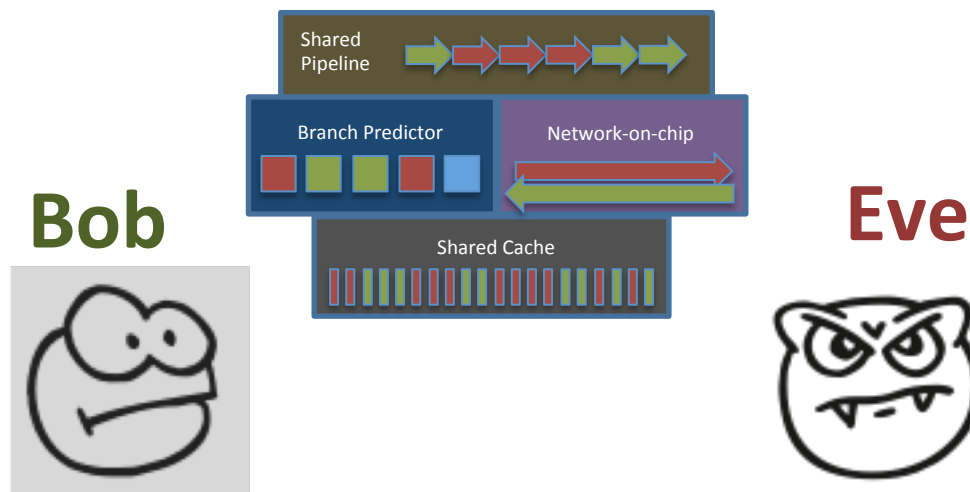 Shared
Pipeline
Branch Predictor
Network-on-chip
Bob
Eve
Shared Cache